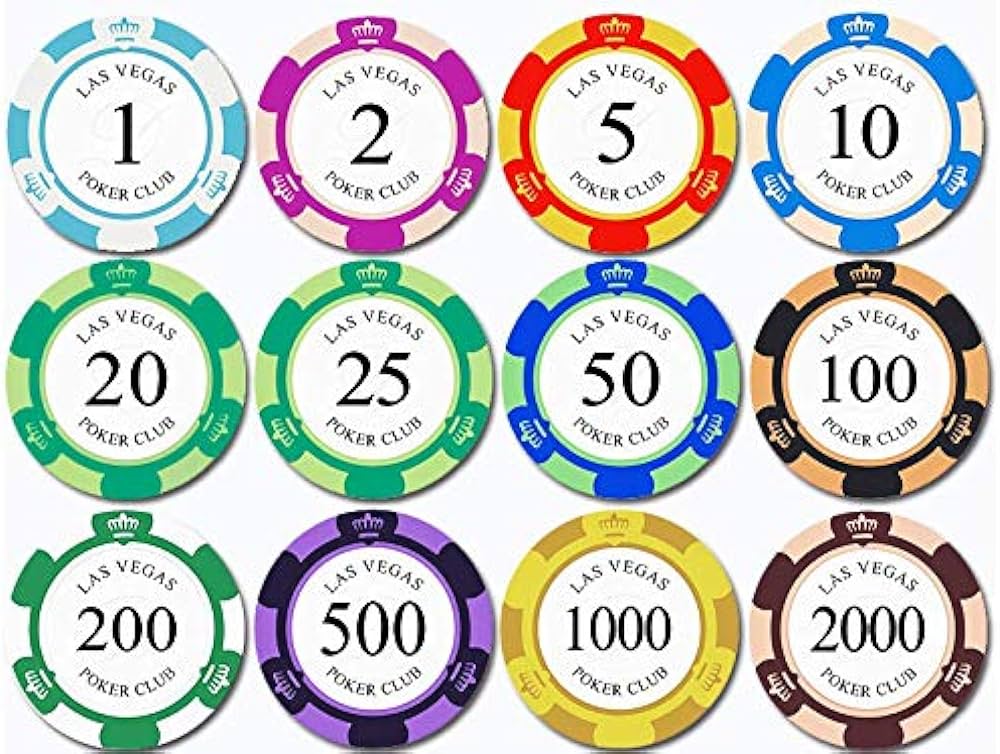 LAS VEGAS
1
POKER CLUB
LAS VEGAS
2
POKER CLUB
LAS VEGAS
5
POKER CLUB
LAS VEGAS
10
POKER CLUB
LAS VEGAS
20
POKER CLUB
LAS VEGAS
25
POKER CLUB
LAS VEGAS
50
POKER CLUB
LAS VEGAS
100
POKER CLUB
LAS VEGAS
200
POKER CLUB
LAS VEGAS
500
POKER CLUB
LAS VEGAS
1000
POKER CLUB
LAS VEGAS
2000
POKER CLUB